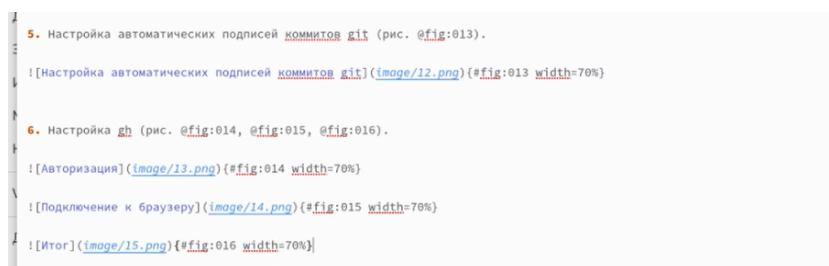 5. Настройка автоматических подписей коммитов git (рис. @fig:013).
![Настройка автоматических подписей коммитов git](image/12.png){#fig:013 width=70%}
6. Настройка gh (рис. @fig:014, @fig:015, @fig:016).
![Авторизация](image/13.png){#fig:014 width=70%}
![Подключение к браузеру](image/14.png){#fig:015 width=70%}
![Итог](image/15.png){#fig:016 width=70%}